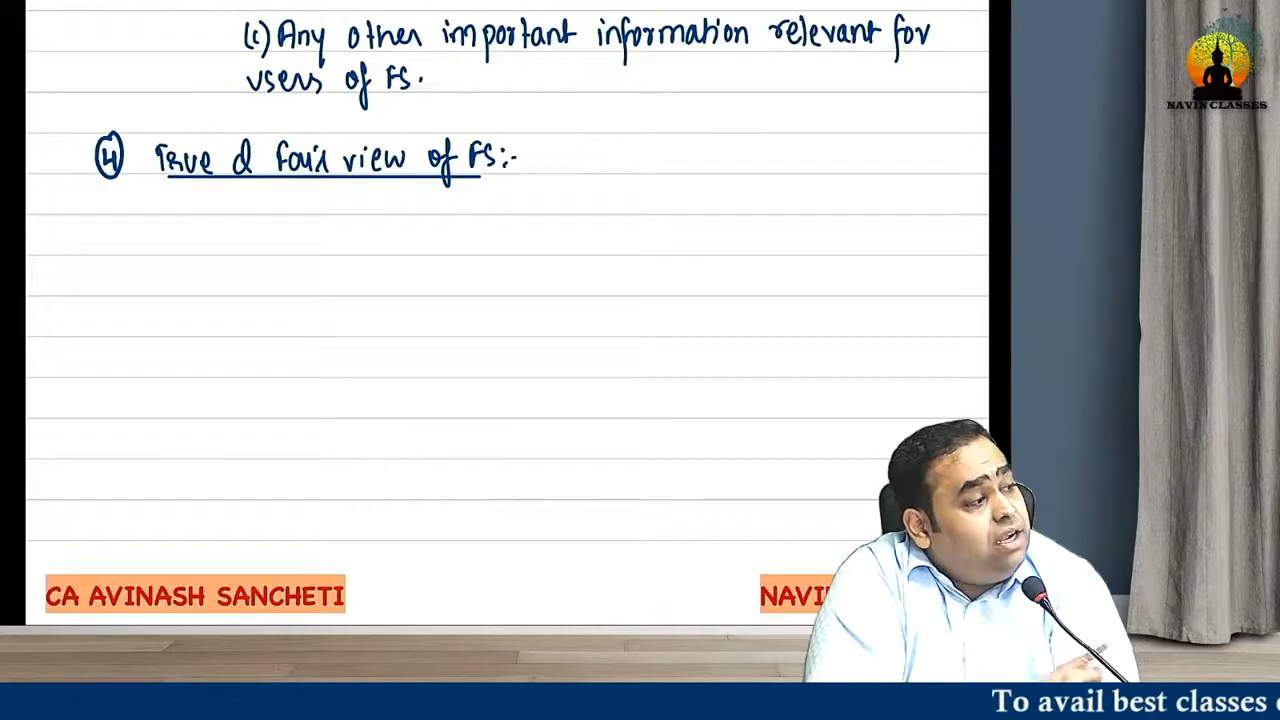 (c) Any other important information relevant for
users of FS.
NAVIN CLASSES
④ True & fair view of FS:-
CA AVINASH SANCHETI
NAVI
To avail best classes